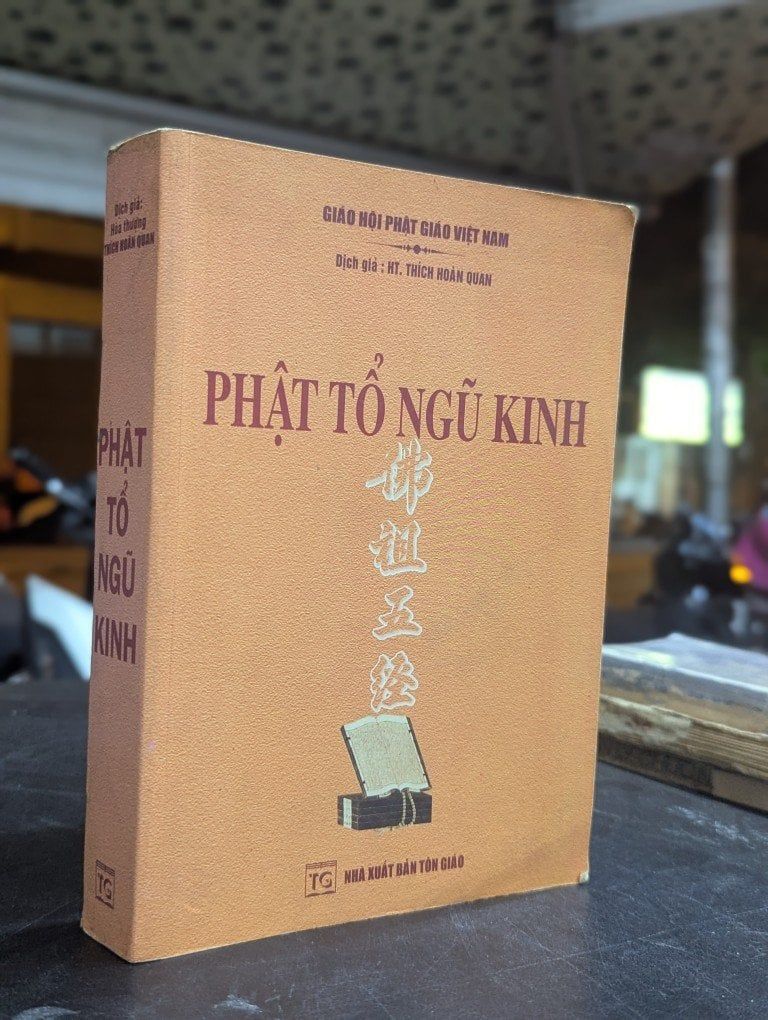 Dịch giả:
Hòa thượng
THÍCH HOÀN QUAN
PHẬT
TỔ
NGŨ
KINH
TG
GIÁO HỘI PHẬT GIÁO VIỆT NAM
Dịch giả : HT. THÍCH HOÀN QUAN
PHẬT TỔ NGŨ KINH
佛
祖
五
經
TG NHÀ XUẤT BẢN TÔN GIÁO